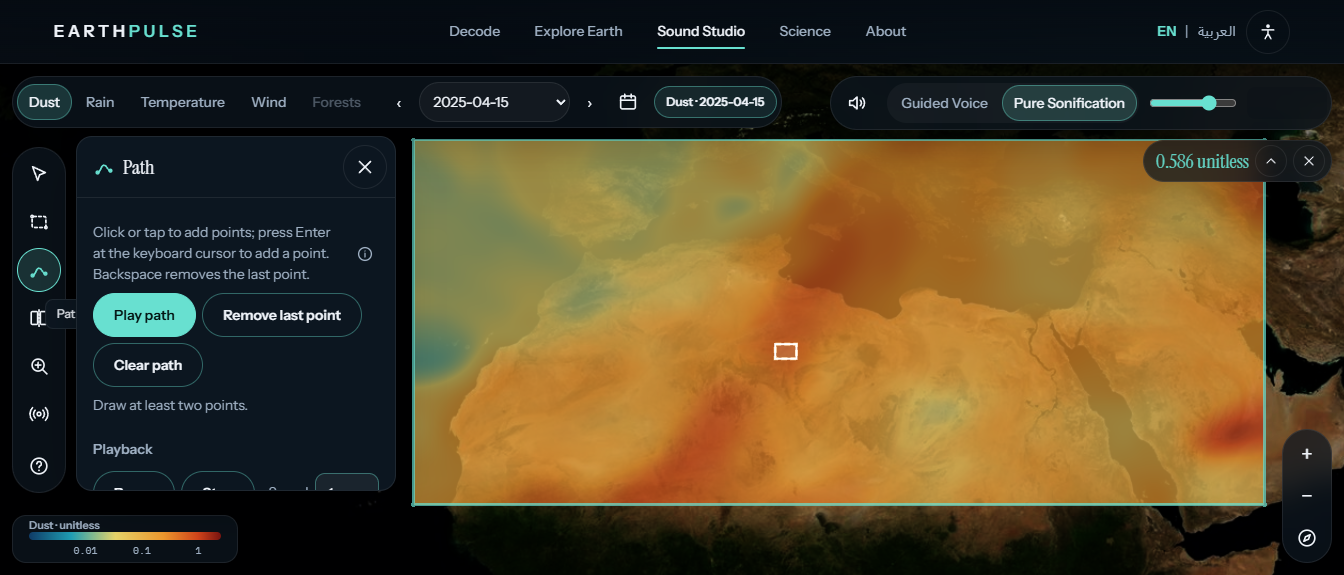 EARTHPULSE
Decode Explore Earth Sound Studio Science About
EN | العربية
Dust Rain Temperature Wind Forests ‹ 2025-04-15 › Dust · 2025-04-15
Guided Voice Pure Sonification
Path
0.586 unitless
Click or tap to add points; press Enter
at the keyboard cursor to add a point.
Backspace removes the last point.
Pat
Play path Remove last point
Clear path
Draw at least two points.
Playback
Dust · unitless
0.01 0.1 1